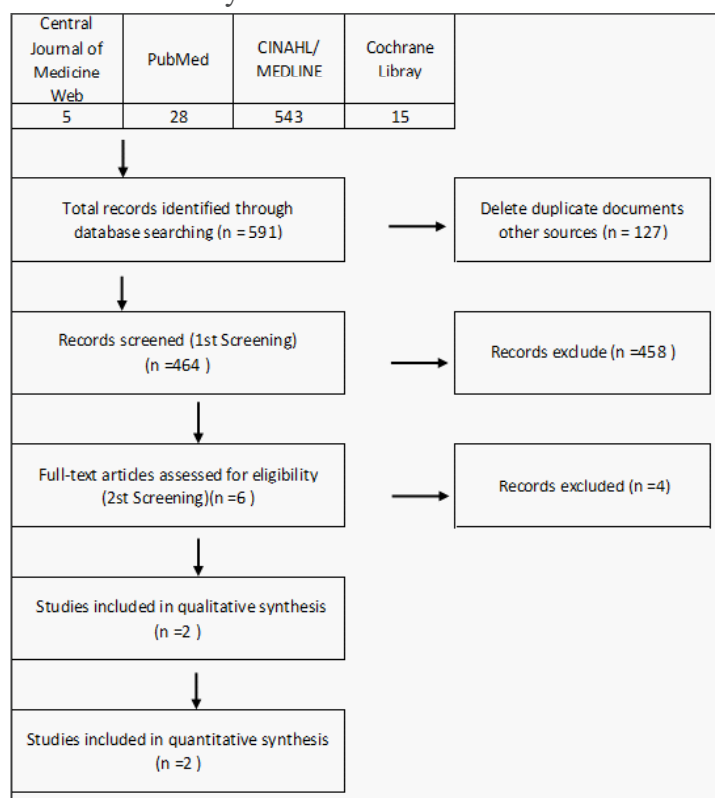 Central
Journal of
Medicine
Web
PubMed
CINAHL/
MEDLINE
Cochrane
Libray
5
28
543
15
Total records identified through
database searching (n = 591)
Delete duplicate documents
other sources (n = 127)
Records screened (1st Screening)
(n =464 )
Records exclude (n =458 )
Full-text articles assessed for eligibility
(2st Screening)(n =6 )
Records excluded (n =4)
Studies included in qualitative synthesis
(n =2 )
Studies included in quantitative synthesis
(n =2 )